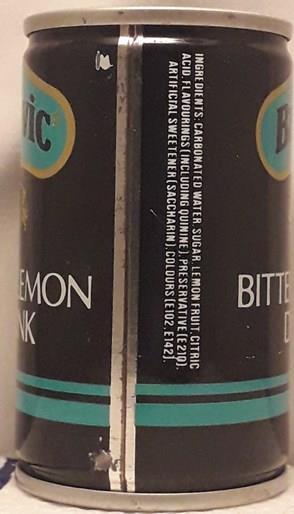 vic
EMON
NK
INGREDIENTS: CARBONATED WATER, SUGAR, LEMON FRUIT, CITRIC
ACID, FLAVOURINGS (INCLUDING QUININE), PRESERVATIVE (E210),
ARTIFICIAL SWEETENER (SACCHARIN), COLOURS (E102, E142).
B
BITTE
D